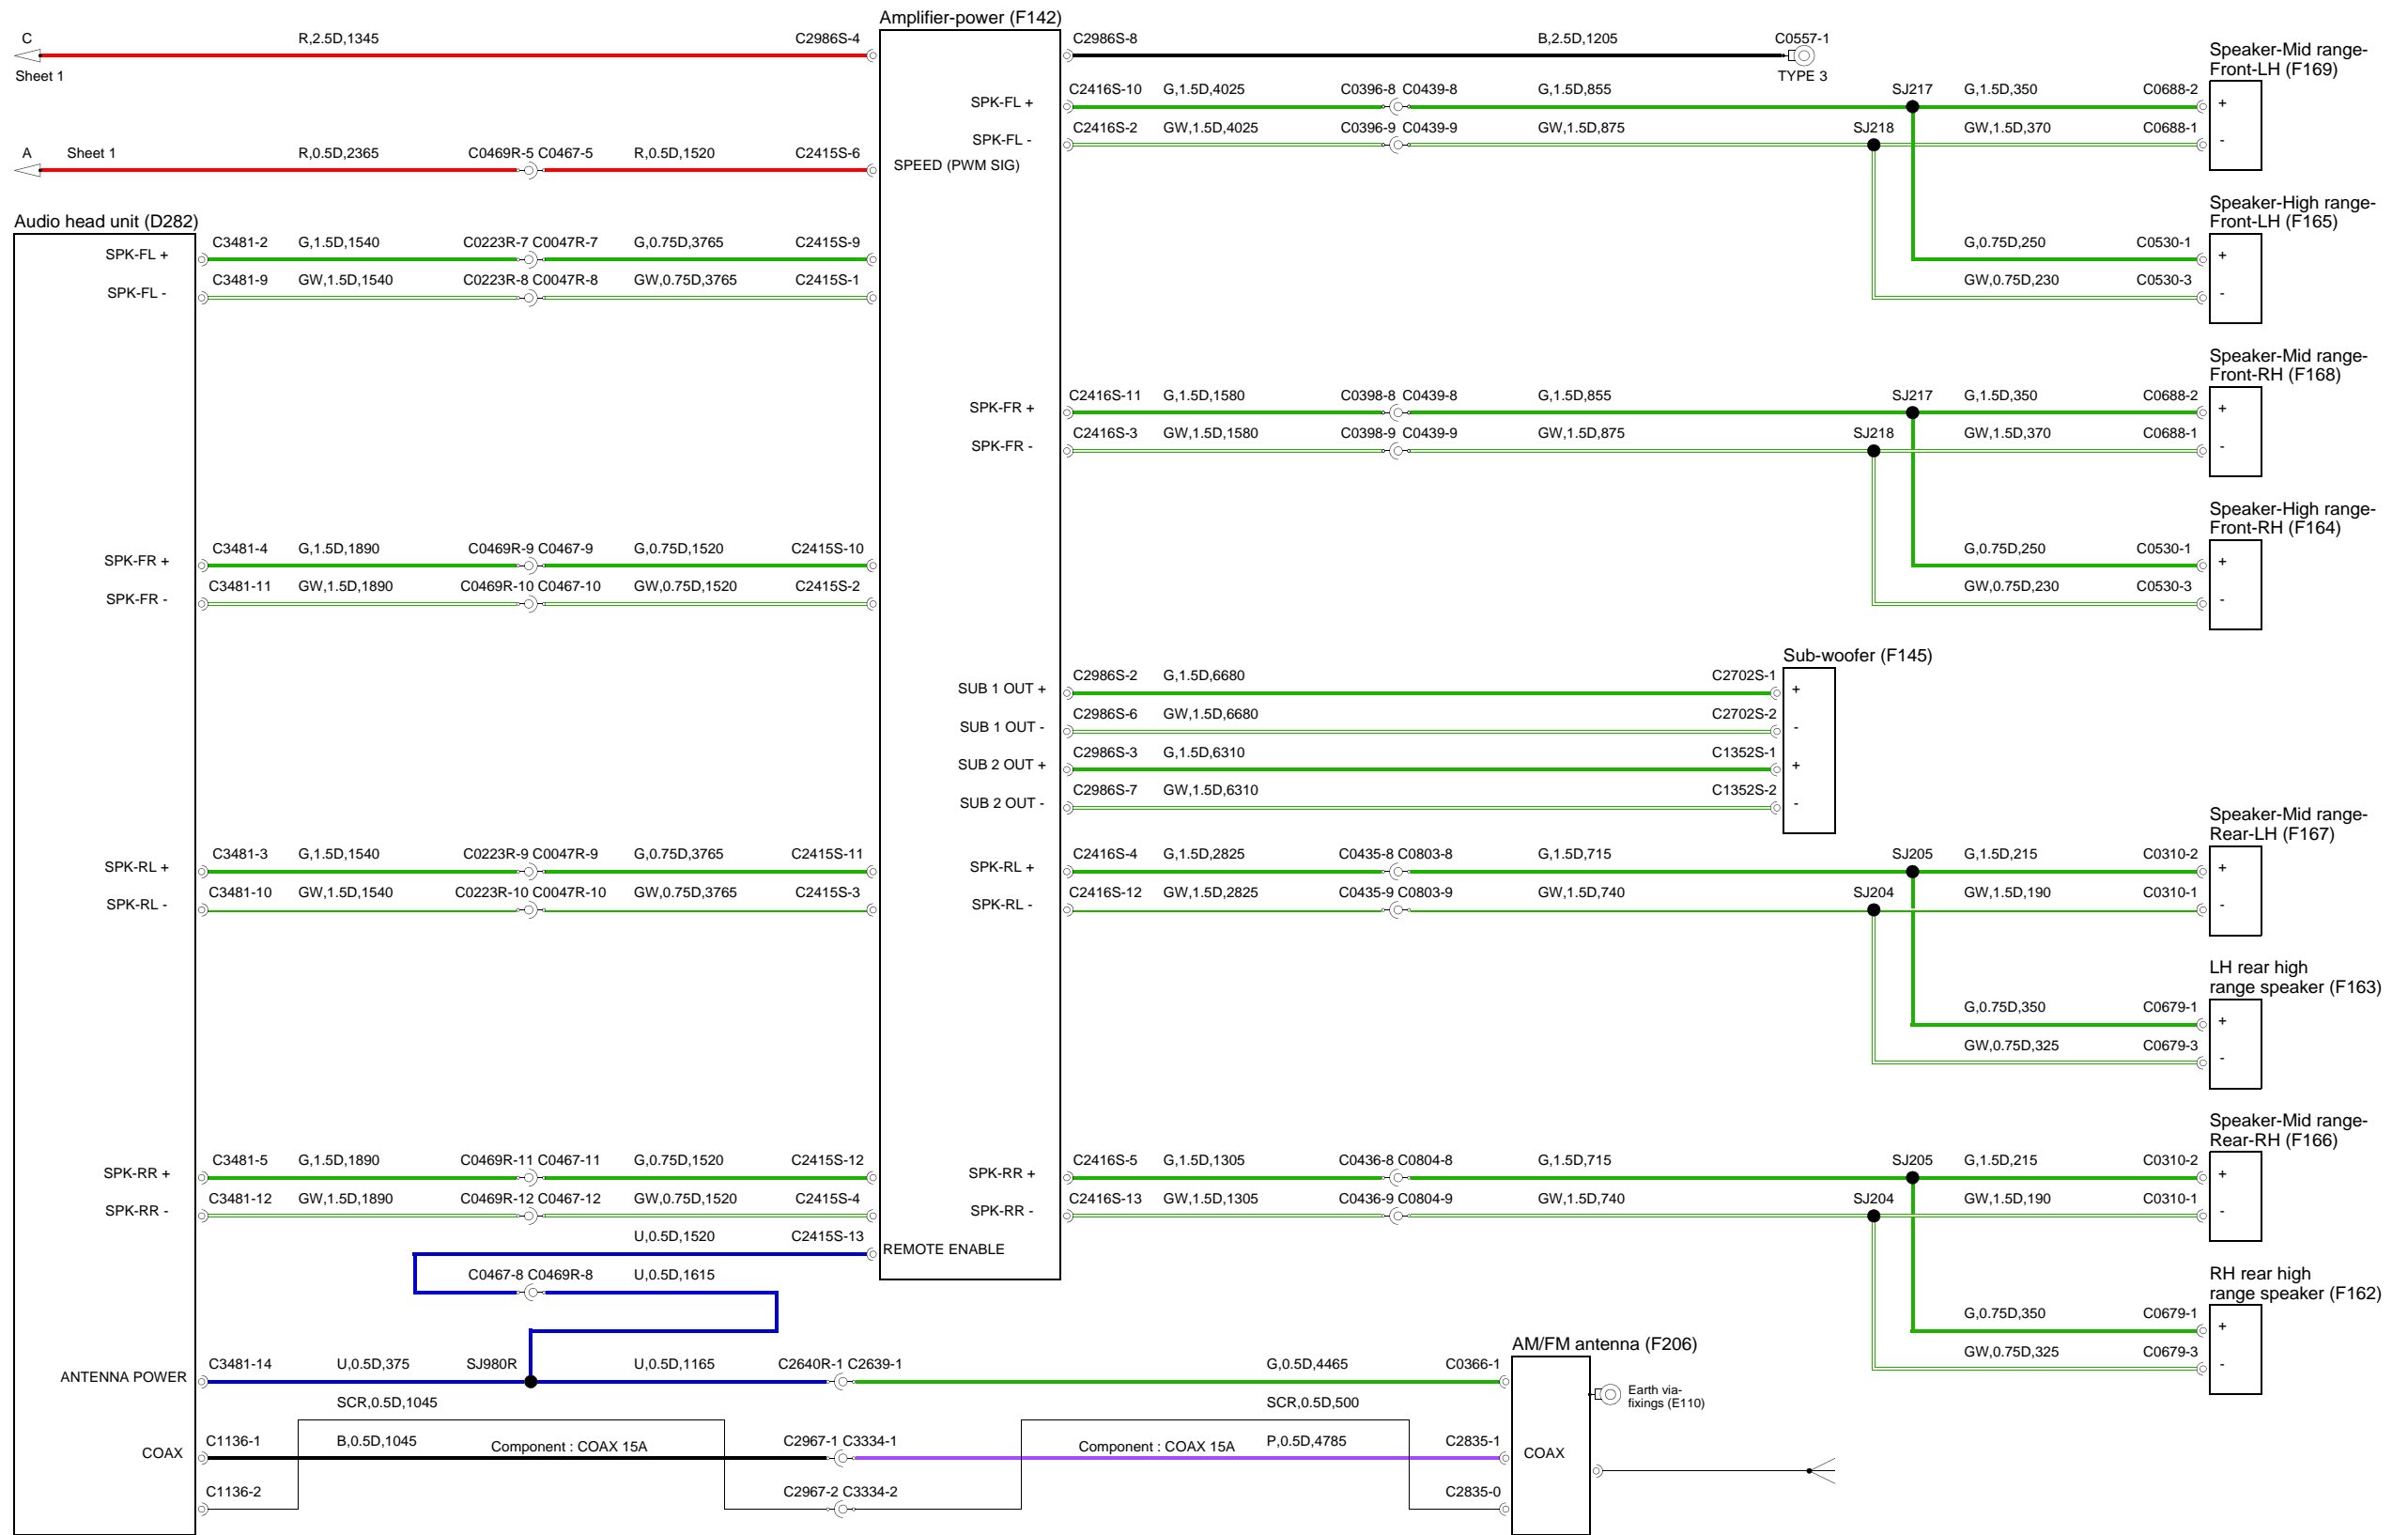 Amplifier-power (F142)
C R,2.5D,1345 C2986S-4 C2986S-8 B,2.5D,1205 C0557-1
Sheet 1 TYPE 3
Speaker-Mid range-
Front-LH (F169)
SPK-FL + C2416S-10 G,1.5D,4025 C0396-8 C0439-8 G,1.5D,855 SJ217 G,1.5D,350 C0688-2 +
SPK-FL - C2416S-2 GW,1.5D,4025 C0396-9 C0439-9 GW,1.5D,875 SJ218 GW,1.5D,370 C0688-1 -
A Sheet 1 R,0.5D,2365 C0469R-5 C0467-5 R,0.5D,1520 C2415S-6 SPEED (PWM SIG)
Speaker-High range-
Front-LH (F165)
Audio head unit (D282)
SPK-FL + C3481-2 G,1.5D,1540 C0223R-7 C0047R-7 G,0.75D,3765 C2415S-9 G,0.75D,250 C0530-1 +
SPK-FL - C3481-9 GW,1.5D,1540 C0223R-8 C0047R-8 GW,0.75D,3765 C2415S-1 GW,0.75D,230 C0530-3 -
Speaker-Mid range-
Front-RH (F168)
SPK-FR + C2416S-11 G,1.5D,1580 C0398-8 C0439-8 G,1.5D,855 SJ217 G,1.5D,350 C0688-2 +
SPK-FR - C2416S-3 GW,1.5D,1580 C0398-9 C0439-9 GW,1.5D,875 SJ218 GW,1.5D,370 C0688-1 -
Speaker-High range-
Front-RH (F164)
SPK-FR + C3481-4 G,1.5D,1890 C0469R-9 C0467-9 G,0.75D,1520 C2415S-10 G,0.75D,250 C0530-1 +
SPK-FR - C3481-11 GW,1.5D,1890 C0469R-10 C0467-10 GW,0.75D,1520 C2415S-2 GW,0.75D,230 C0530-3 -
Sub-woofer (F145)
SUB 1 OUT + C2986S-2 G,1.5D,6680 C2702S-1 +
SUB 1 OUT - C2986S-6 GW,1.5D,6680 C2702S-2 -
SUB 2 OUT + C2986S-3 G,1.5D,6310 C1352S-1 +
SUB 2 OUT - C2986S-7 GW,1.5D,6310 C1352S-2 -
Speaker-Mid range-
Rear-LH (F167)
SPK-RL + C3481-3 G,1.5D,1540 C0223R-9 C0047R-9 G,0.75D,3765 C2415S-11 SPK-RL + C2416S-4 G,1.5D,2825 C0435-8 C0803-8 G,1.5D,715 SJ205 G,1.5D,215 C0310-2 +
SPK-RL - C3481-10 GW,1.5D,1540 C0223R-10 C0047R-10 GW,0.75D,3765 C2415S-3 SPK-RL - C2416S-12 GW,1.5D,2825 C0435-9 C0803-9 GW,1.5D,740 SJ204 GW,1.5D,190 C0310-1 -
LH rear high
range speaker (F163)
G,0.75D,350 C0679-1 +
GW,0.75D,325 C0679-3 -
Speaker-Mid range-
Rear-RH (F166)
SPK-RR + C3481-5 G,1.5D,1890 C0469R-11 C0467-11 G,0.75D,1520 C2415S-12 SPK-RR + C2416S-5 G,1.5D,1305 C0436-8 C0804-8 G,1.5D,715 SJ205 G,1.5D,215 C0310-2 +
SPK-RR - C3481-12 GW,1.5D,1890 C0469R-12 C0467-12 GW,0.75D,1520 C2415S-4 SPK-RR - C2416S-13 GW,1.5D,1305 C0436-9 C0804-9 GW,1.5D,740 SJ204 GW,1.5D,190 C0310-1 -
U,0.5D,1520 C2415S-13 REMOTE ENABLE
C0467-8 C0469R-8 U,0.5D,1615
RH rear high
range speaker (F162)
G,0.75D,350 C0679-1 +
GW,0.75D,325 C0679-3 -
AM/FM antenna (F206)
ANTENNA POWER C3481-14 U,0.5D,375 SJ980R U,0.5D,1165 C2640R-1 C2639-1 G,0.5D,4465 C0366-1
Earth via-
fixings (E110)
SCR,0.5D,1045 SCR,0.5D,500
COAX C1136-1 B,0.5D,1045 Component : COAX 15A C2967-1 C3334-1 Component : COAX 15A P,0.5D,4785 C2835-1 COAX
C1136-2 C2967-2 C3334-2 C2835-0